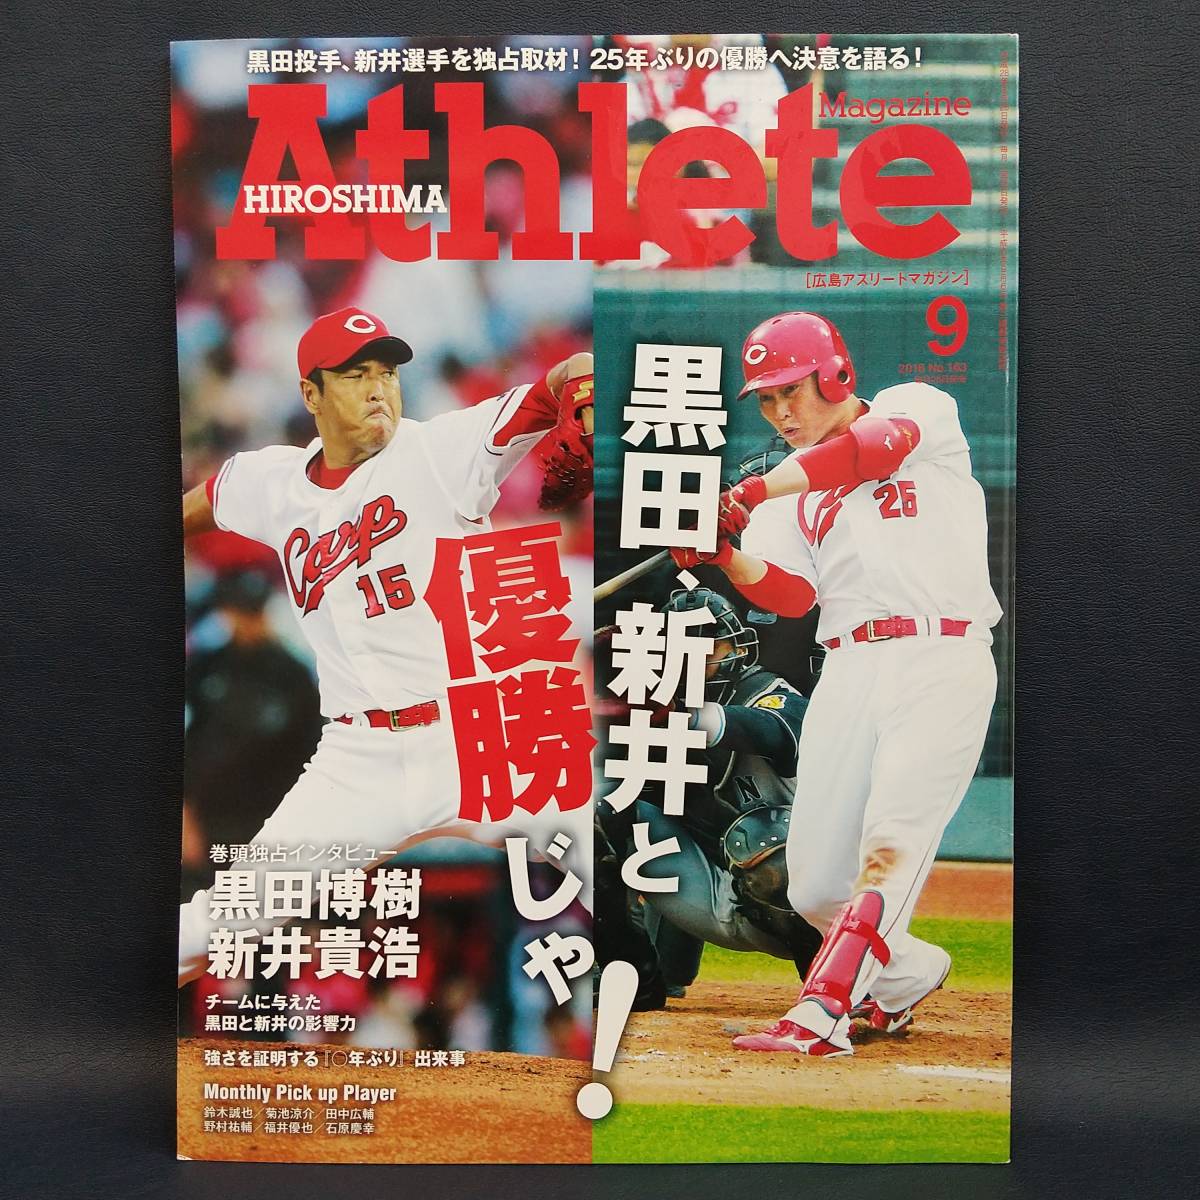 黒田投手、新井選手を独占取材! 25年ぶりの優勝へ決意を語る!
Athlete
Magazine
HIROSHIMA
[広島アスリートマガジン]
9
2016 No.163
黒田、新井と
優勝じゃ!
Carp
15
25
N
巻頭独占インタビュー
黒田博樹
新井貴浩
チームに与えた
黒田と新井の影響力
強さを証明する『○年ぶり』出来事
Monthly Pick up Player
鈴木誠也/菊池涼介/田中広輔
野村祐輔/福井優也/石原慶幸